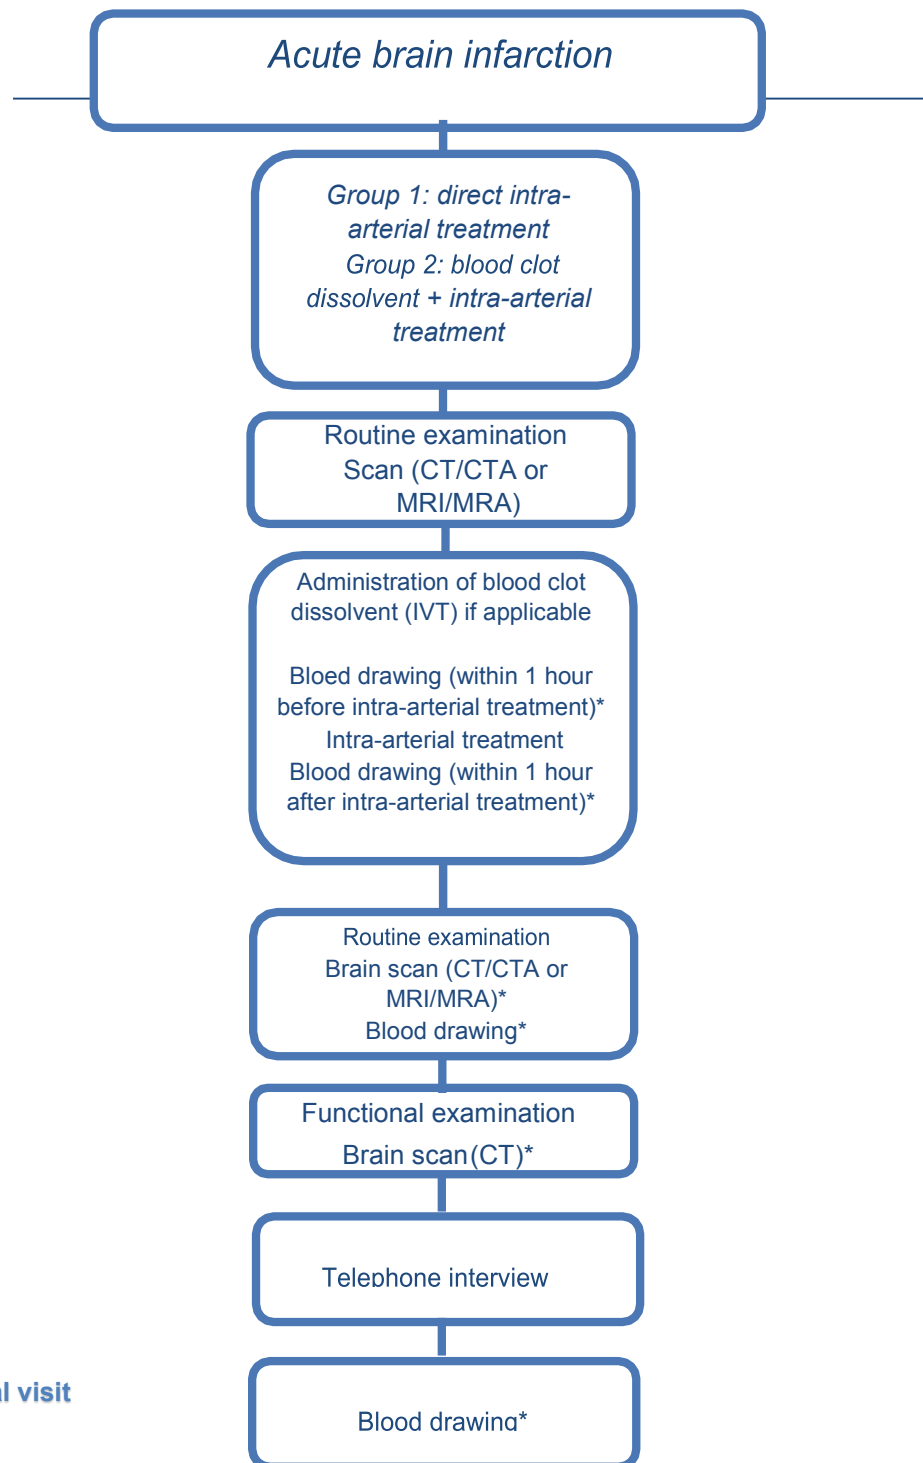 Acute brain infarction
Group 1: direct intra-
arterial treatment
Group 2: blood clot
dissolvent + intra-arterial
treatment
Routine examination
Scan (CT/CTA or
MRI/MRA)
Administration of blood clot
dissolvent (IVT) if applicable
Bloed drawing (within 1 hour
before intra-arterial treatment)*
Intra-arterial treatment
Blood drawing (within 1 hour
after intra-arterial treatment)*
Routine examination
Brain scan (CT/CTA or
MRI/MRA)*
Blood drawing*
Functional examination
Brain scan (CT)*
Telephone interview
visit
Blood drawing*